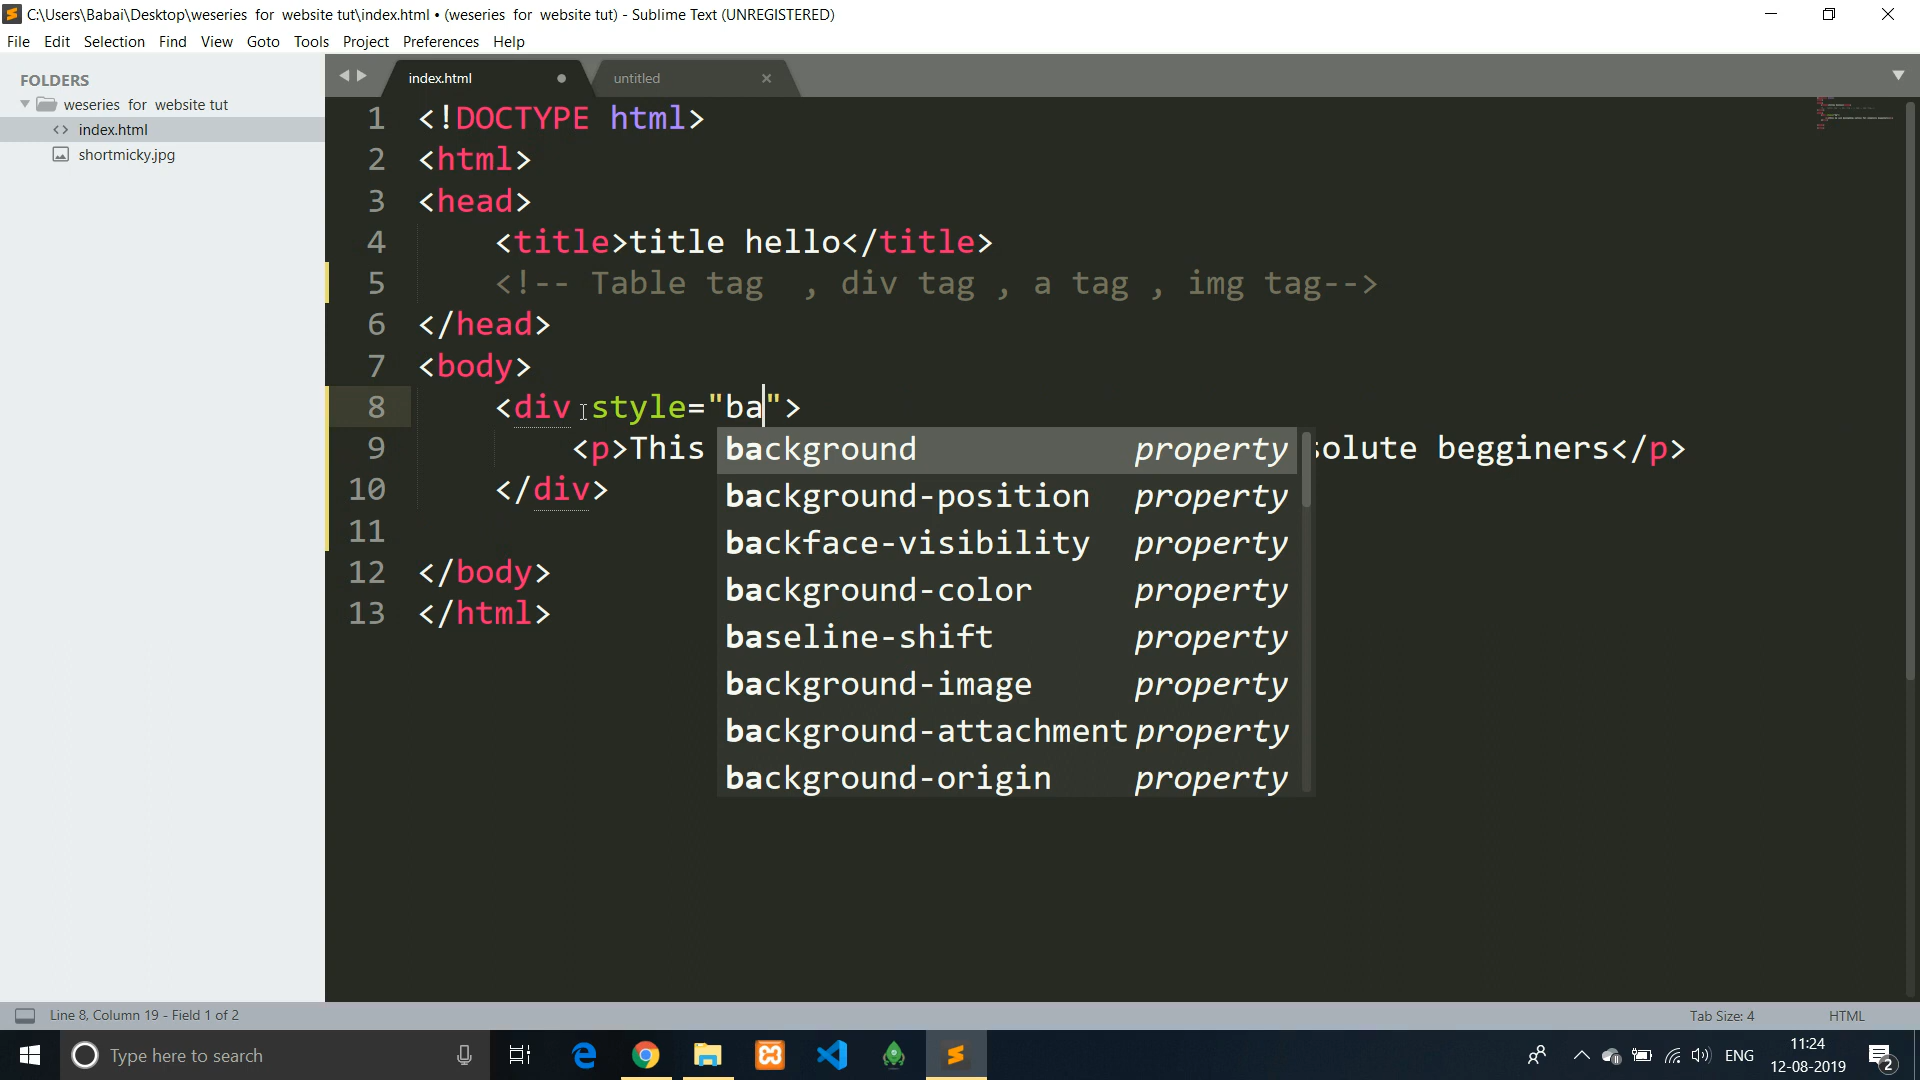 C:\Users\Babai\Desktop\weseries  for  website tut\index.html • (weseries  for  website tut) - Sublime Text (UNREGISTERED)
File Edit Selection Find View Goto Tools Project Preferences Help
FOLDERS
weseries  for  website tut
<> index.html
shortmicky.jpg
index.html
untitled
1 <!DOCTYPE html>
2 <html>
3 <head>
4 <title>title hello</title>
5 <!-- Table tag  , div tag , a tag , img tag-->
6 </head>
7 <body>
8 <div style="ba">
9 <p>This solute begginers</p>
10 </div>
11
12 </body>
13 </html>
background property
background-position property
backface-visibility property
background-color property
baseline-shift property
background-image property
background-attachment property
background-origin property
Line 8, Column 19 - Field 1 of 2
Tab Size: 4
HTML
Type here to search
ENG
11:24
12-08-2019
2